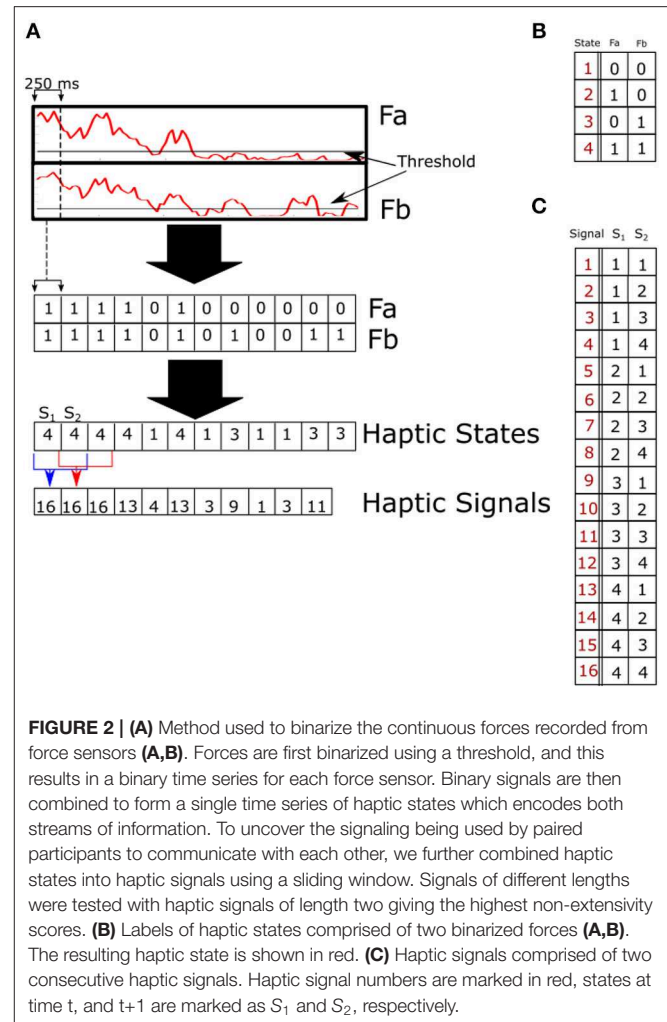 A
250 ms
Fa
Threshold
Fb
1 1 1 1 0 1 0 0 0 0 0 0 Fa
1 1 1 1 0 1 0 1 0 0 1 1 Fb
S1 S2
4 4 4 4 1 4 1 3 1 1 3 3 Haptic States
16 16 16 13 4 13 3 9 1 3 11 Haptic Signals
B
State Fa Fb
1 0 0
2 1 0
3 0 1
4 1 1
C
Signal S1 S2
1 1 1
2 1 2
3 1 3
4 1 4
5 2 1
6 2 2
7 2 3
8 2 4
9 3 1
10 3 2
11 3 3
12 3 4
13 4 1
14 4 2
15 4 3
16 4 4
FIGURE 2 | (A) Method used to binarize the continuous forces recorded from
force sensors (A,B). Forces are first binarized using a threshold, and this
results in a binary time series for each force sensor. Binary signals are then
combined to form a single time series of haptic states which encodes both
streams of information. To uncover the signaling being used by paired
participants to communicate with each other, we further combined haptic
states into haptic signals using a sliding window. Signals of different lengths
were tested with haptic signals of length two giving the highest non-extensivity
scores. (B) Labels of haptic states comprised of two binarized forces (A,B).
The resulting haptic state is shown in red. (C) Haptic signals comprised of two
consecutive haptic signals. Haptic signal numbers are marked in red, states at
time t, and t+1 are marked as S1 and S2, respectively.